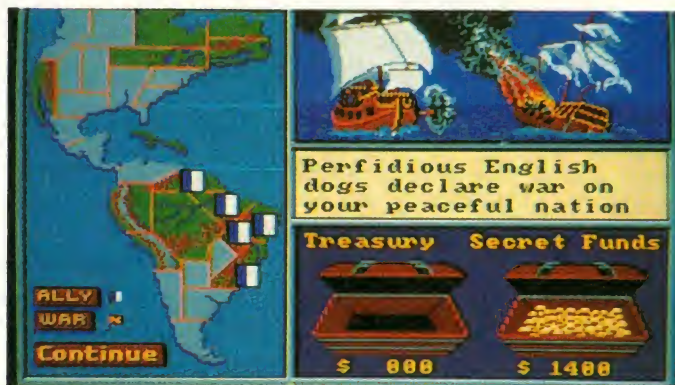 Perfidious English
dogs declare war on
your peaceful nation
Treasury Secret Funds
$ 000 $ 1400
ALLY
WAR
Continue